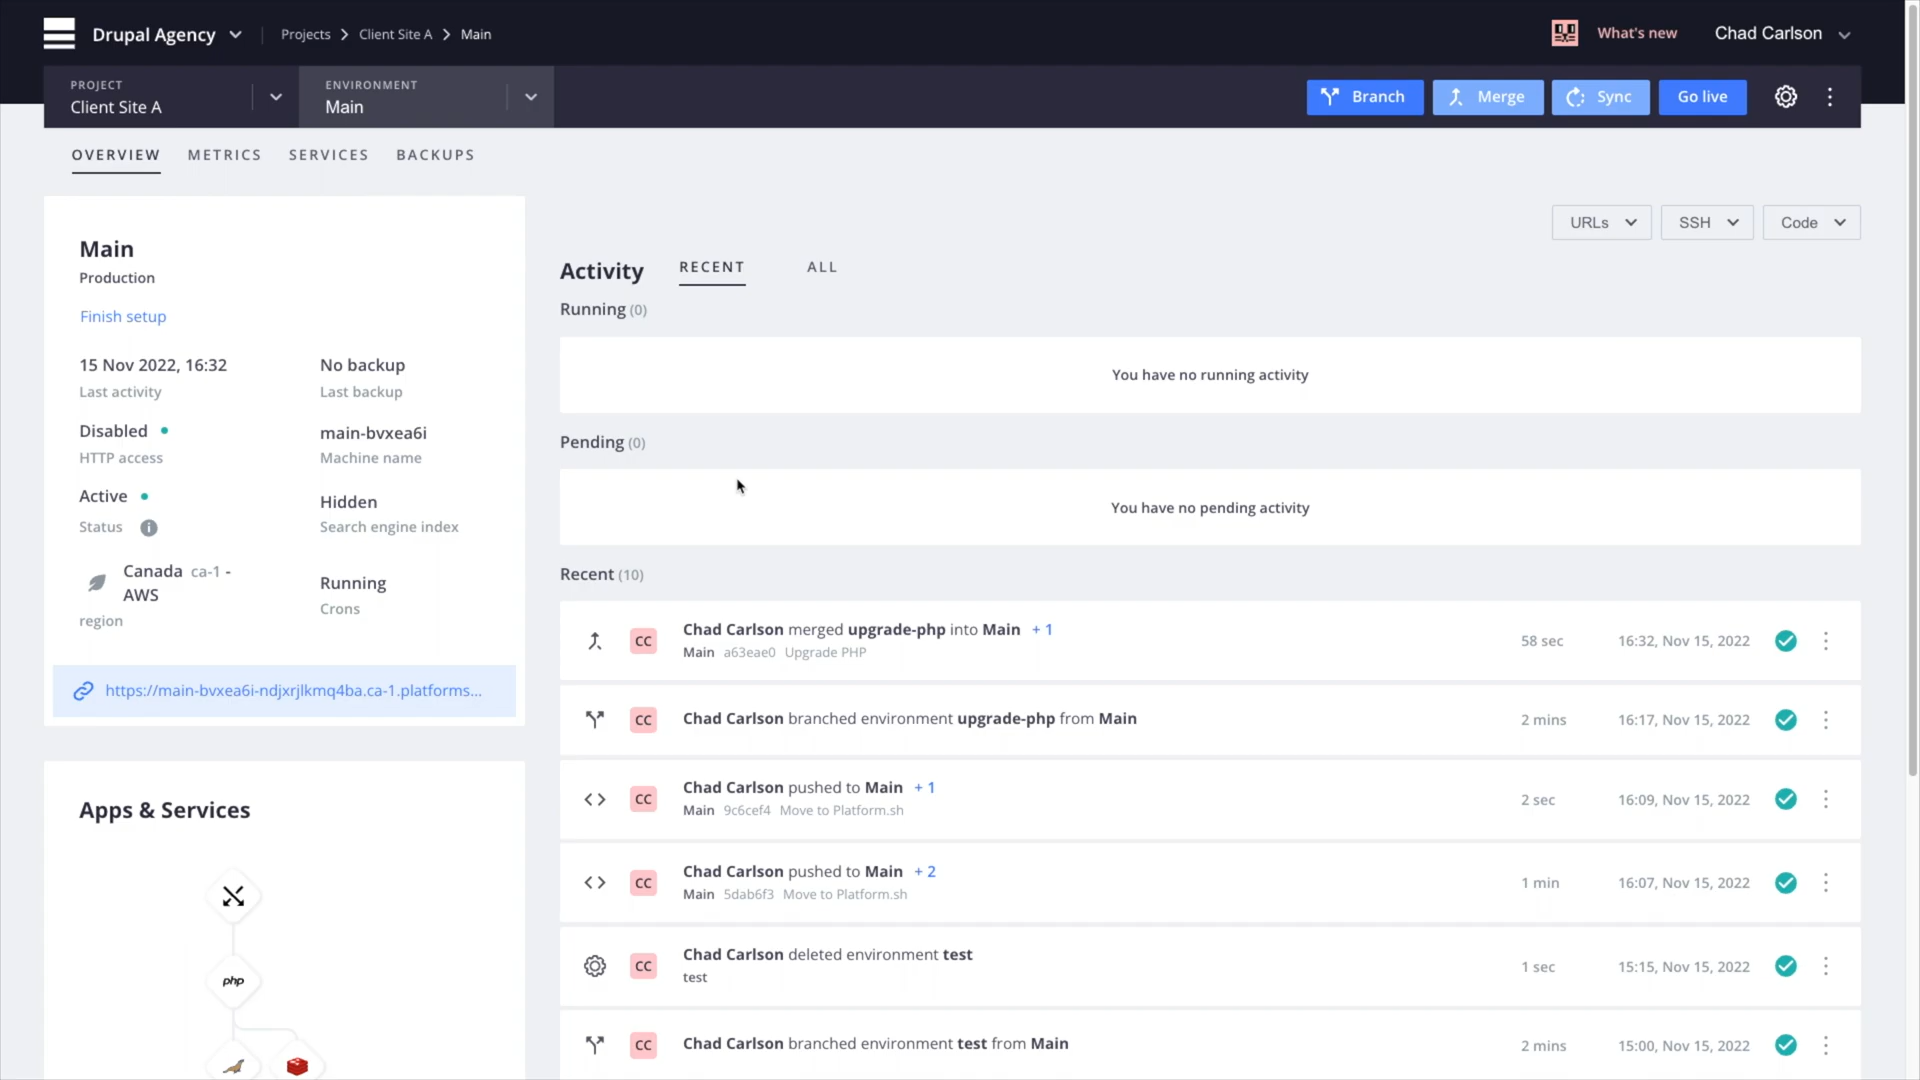 Drupal Agency
Projects > Client Site A > Main
What's new
Chad Carlson
PROJECT
Client Site A
ENVIRONMENT
Main
Branch
Merge
Sync
Go live
OVERVIEW
METRICS
SERVICES
BACKUPS
URLs
SSH
Code
Main
Production
Finish setup
15 Nov 2022, 16:32
Last activity
No backup
Last backup
Disabled
HTTP access
main-bvxea6i
Machine name
Active
Status
Hidden
Search engine index
Canada ca-1 -
AWS
region
Running
Crons
https://main-bvxea6i-ndjxrjlkmq4ba.ca-1.platforms...
Apps & Services
php
Activity
RECENT
ALL
Running (0)
You have no running activity
Pending (0)
You have no pending activity
Recent (10)
CC
Chad Carlson merged upgrade-php into Main + 1
Main a63eae0 Upgrade PHP
58 sec
16:32, Nov 15, 2022
CC
Chad Carlson branched environment upgrade-php from Main
2 mins
16:17, Nov 15, 2022
CC
Chad Carlson pushed to Main + 1
Main 9c6cef4 Move to Platform.sh
2 sec
16:09, Nov 15, 2022
CC
Chad Carlson pushed to Main + 2
Main 5dab6f3 Move to Platform.sh
1 min
16:07, Nov 15, 2022
CC
Chad Carlson deleted environment test
test
1 sec
15:15, Nov 15, 2022
CC
Chad Carlson branched environment test from Main
2 mins
15:00, Nov 15, 2022